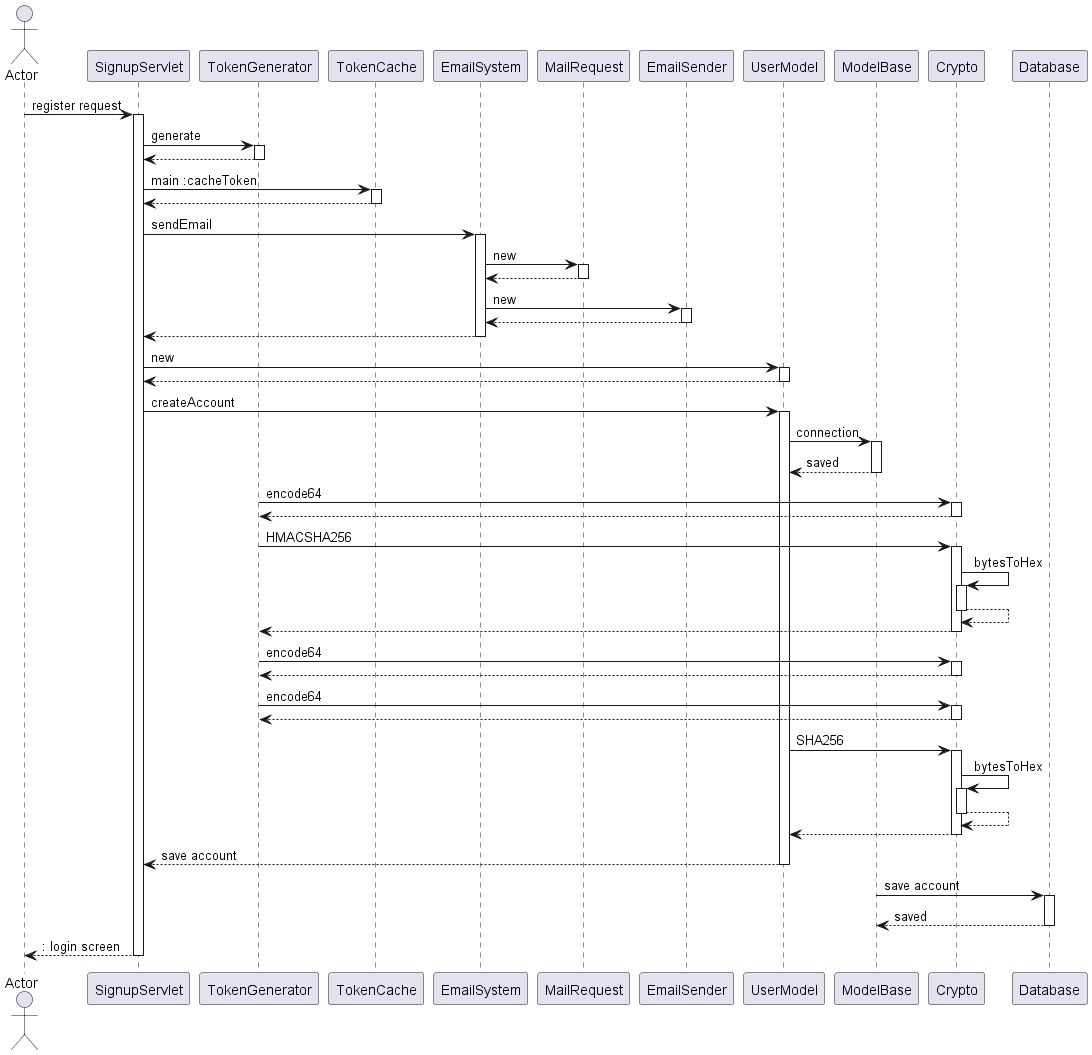 Actor
SignupServlet TokenGenerator TokenCache EmailSystem MailRequest EmailSender UserModel ModelBase Crypto Database
register request
generate
main :cacheToken
sendEmail
new
new
new
createAccount
connection
saved
encode64
HMACSHA256
bytesToHex
encode64
encode64
SHA256
bytesToHex
save account
save account
saved
: login screen
Actor
SignupServlet TokenGenerator TokenCache EmailSystem MailRequest EmailSender UserModel ModelBase Crypto Database